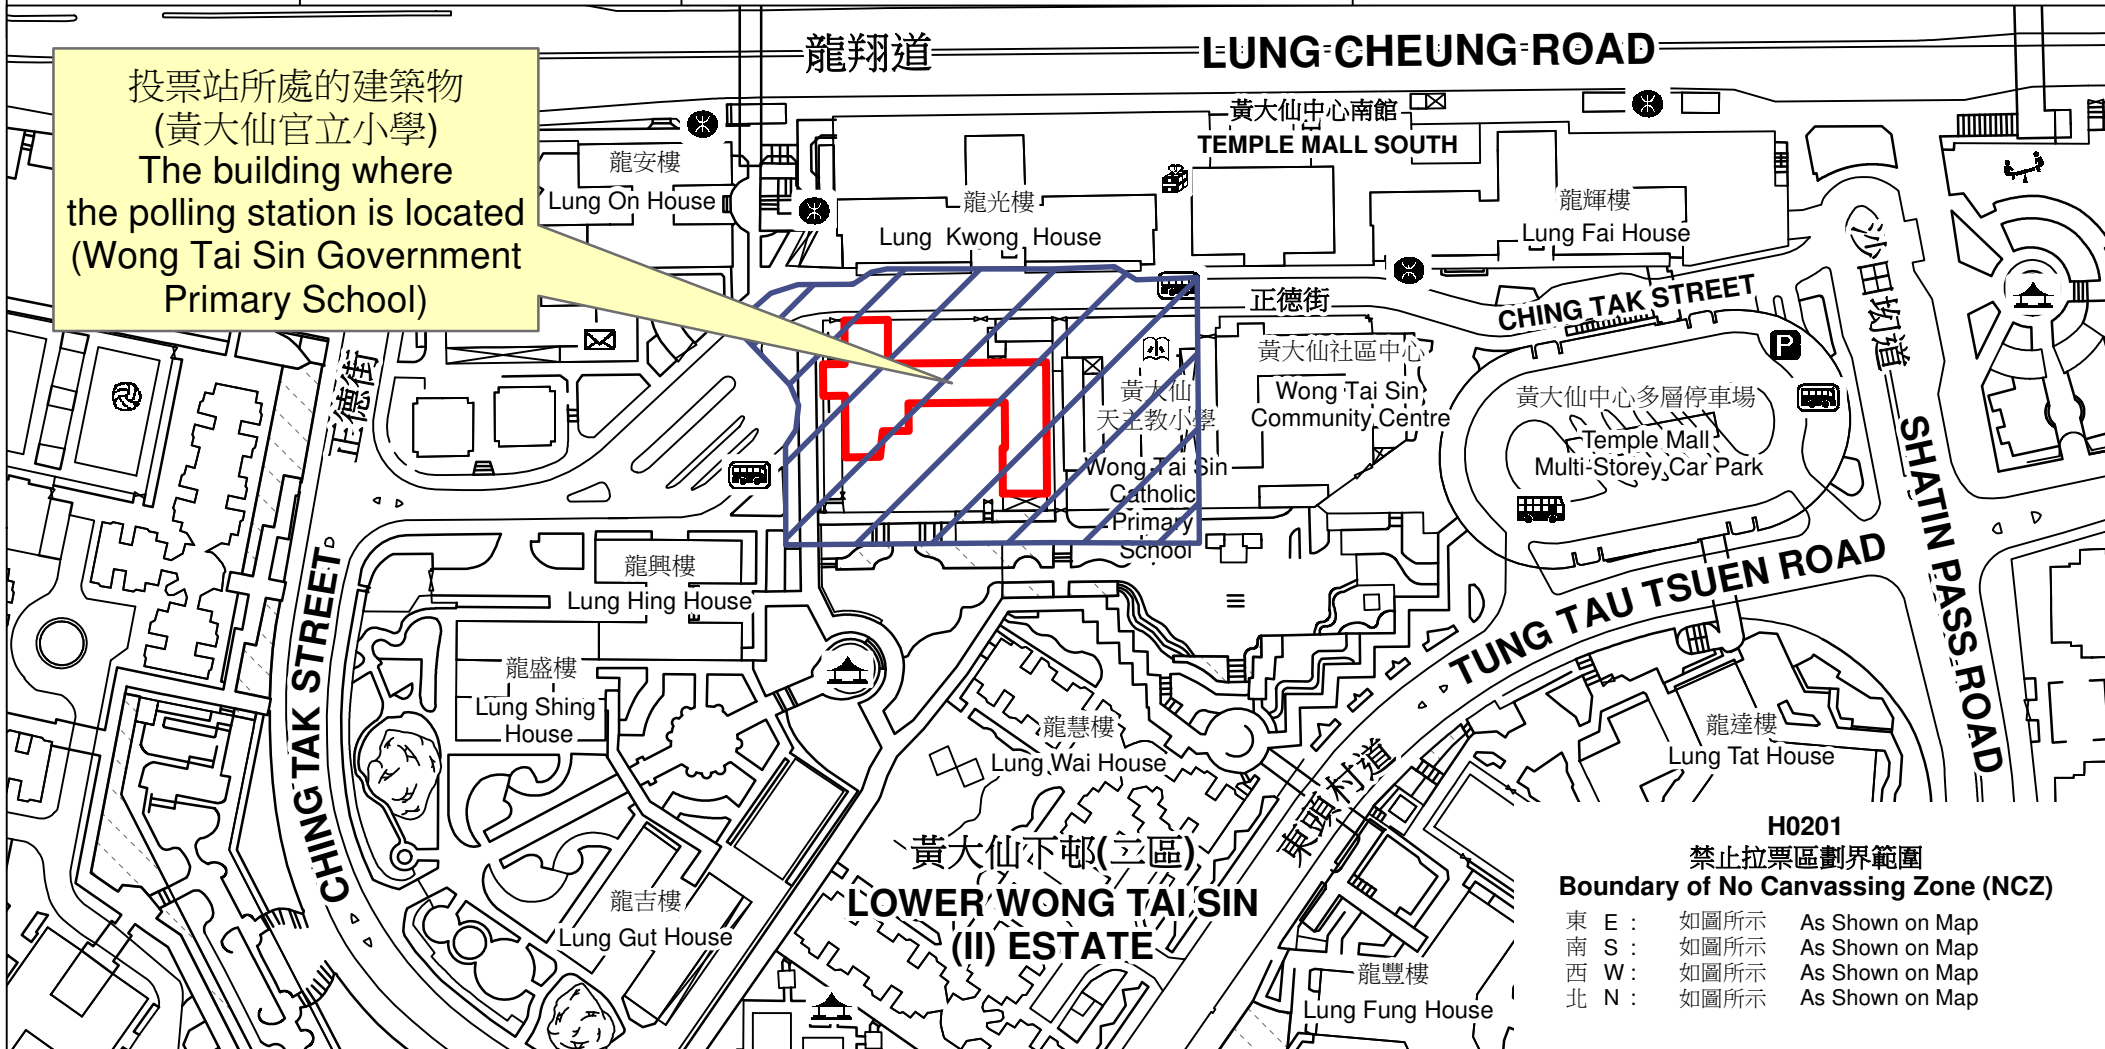 龍翔道
LUNG CHEUNG ROAD
投票站所處的建築物
(黃大仙官立小學)
The building where
the polling station is located
(Wong Tai Sin Government
Primary School)
黃大仙中心南館
TEMPLE MALL SOUTH
龍安樓
Lung On House
龍光樓
Lung Kwong House
龍輝樓
Lung Fai House
沙田坳道
SHATIN PASS ROAD
正德街
CHING TAK STREET
正德街
CHING TAK STREET
黃大仙
天主教小學
Wong Tai Sin
Catholic
Primary
School
黃大仙社區中心
Wong Tai Sin
Community Centre
黃大仙中心多層停車場
Temple Mall
Multi-Storey Car Park
P
龍興樓
Lung Hing House
龍盛樓
Lung Shing
House
龍慧樓
Lung Wai House
東頭村道
TUNG TAU TSUEN ROAD
龍達樓
Lung Tat House
龍吉樓
Lung Gut House
黃大仙下邨(二區)
LOWER WONG TAI SIN
(II) ESTATE
龍豐樓
Lung Fung House
H0201
禁止拉票區劃界範圍
Boundary of No Canvassing Zone (NCZ)
東 E : 如圖所示 As Shown on Map
南 S : 如圖所示 As Shown on Map
西 W : 如圖所示 As Shown on Map
北 N : 如圖所示 As Shown on Map